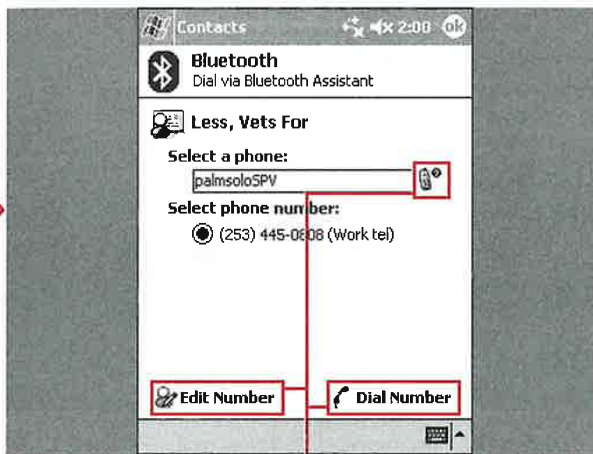 Contacts 2:00 ok
Bluetooth
Dial via Bluetooth Assistant
Less, Vets For
Select a phone:
palmsoloSPV
Select phone number:
(253) 445-0808 (Work tel)
Edit Number Dial Number